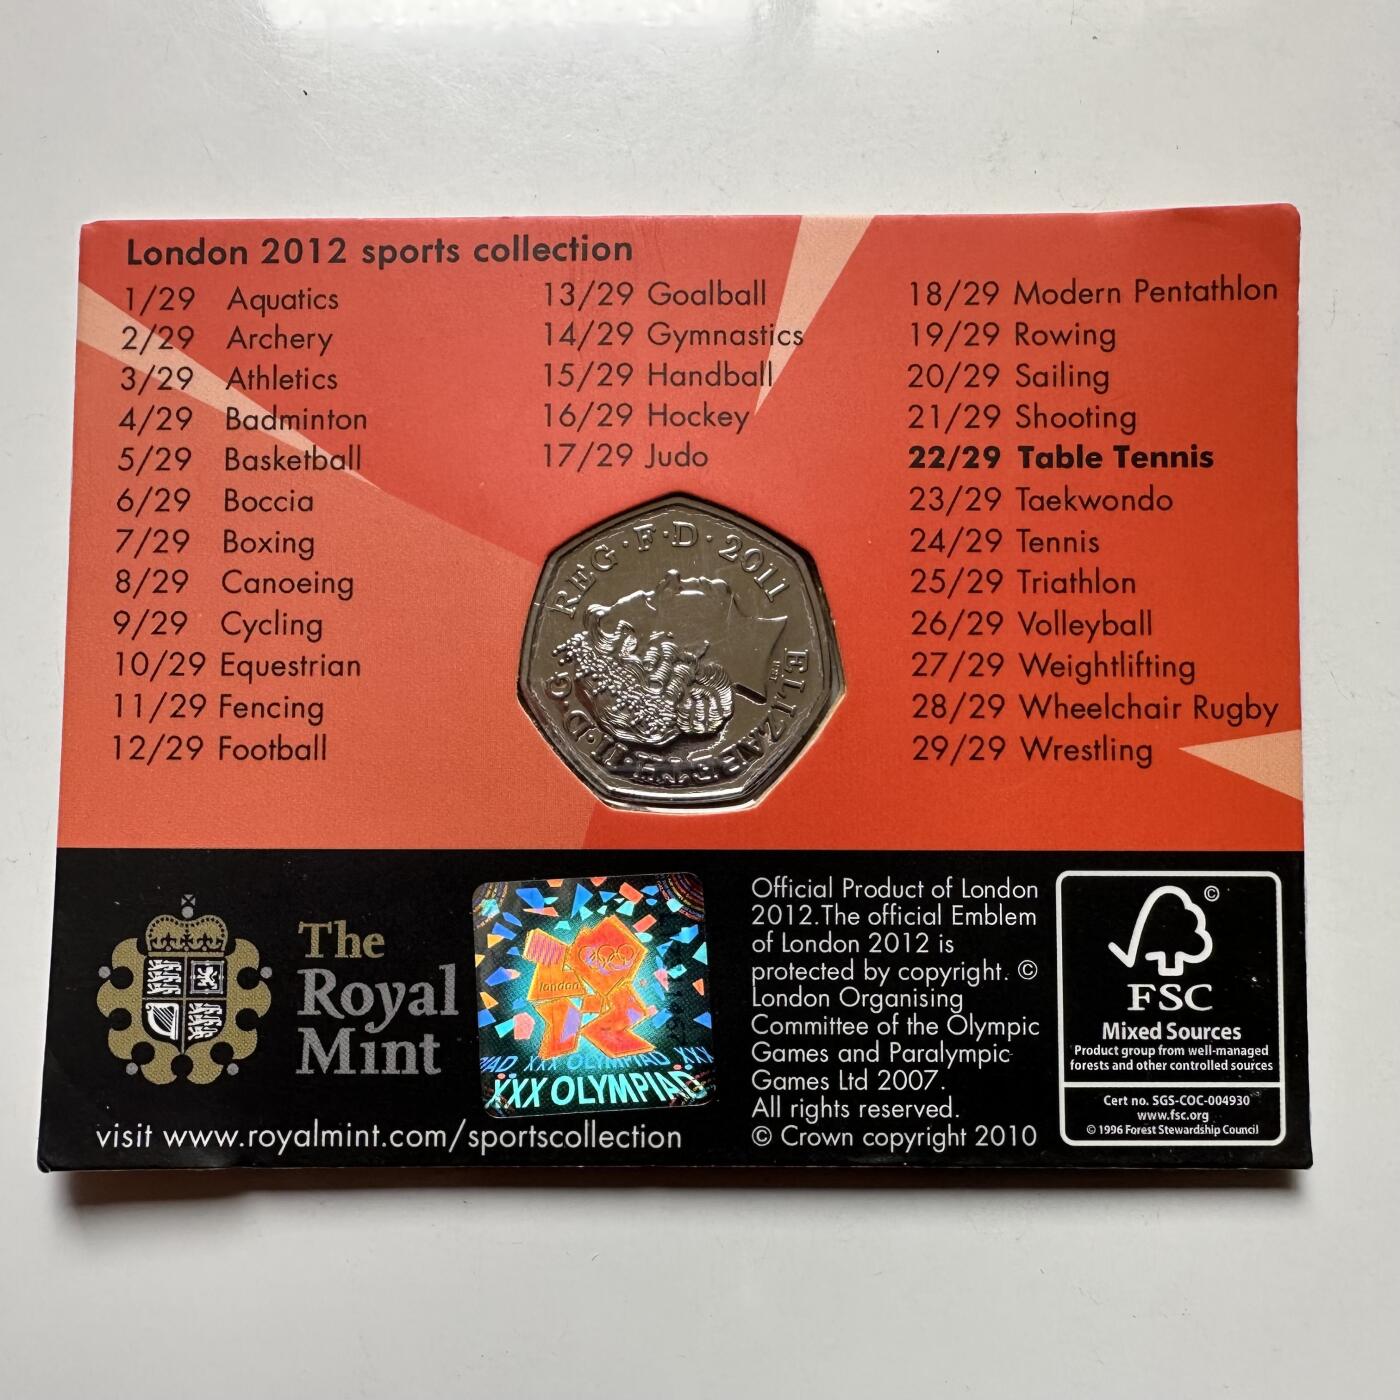 London 2012 sports collection
1/29 Aquatics
2/29 Archery
3/29 Athletics
4/29 Badminton
5/29 Basketball
6/29 Boccia
7/29 Boxing
8/29 Canoeing
9/29 Cycling
10/29 Equestrian
11/29 Fencing
12/29 Football
13/29 Goalball
14/29 Gymnastics
15/29 Handball
16/29 Hockey
17/29 Judo
18/29 Modern Pentathlon
19/29 Rowing
20/29 Sailing
21/29 Shooting
22/29 Table Tennis
23/29 Taekwondo
24/29 Tennis
25/29 Triathlon
26/29 Volleyball
27/29 Weightlifting
28/29 Wheelchair Rugby
29/29 Wrestling
ELIZABETH·II·D·G·REG·F·D·2011
The
Royal
Mint
visit www.royalmint.com/sportscollection
london
XXX OLYMPIAD XXX
XXX OLYMPIAD
Official Product of London
2012.The official Emblem
of London 2012 is
protected by copyright. ©
London Organising
Committee of the Olympic
Games and Paralympic
Games Ltd 2007.
All rights reserved.
© Crown copyright 2010
©
FSC
Mixed Sources
Product group from well-managed
forests and other controlled sources
Cert no. SGS-COC-004930
www.fsc.org
© 1996 Forest Stewardship Council